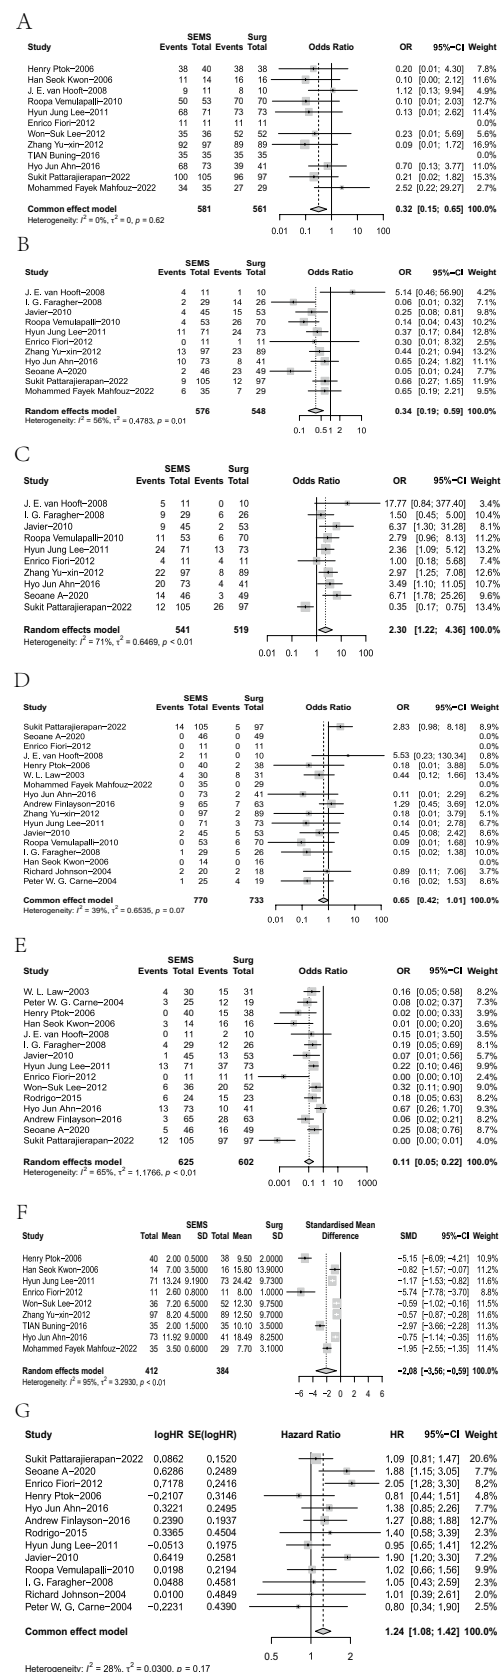 A
SEMS Surg
Study Events Total Events Total Odds Ratio OR 95%−CI Weight
Henry Ptok−2006 38 40 38 38 0.20 [0.01; 4.30] 7.8%
Han Seok Kwon−2006 11 14 16 16 0.10 [0.00; 2.12] 11.6%
J. E. van Hooft−2008 9 11 8 10 1.12 [0.13; 9.94] 4.8%
Roopa Vemulapalli−2010 50 53 70 70 0.10 [0.01; 2.03] 12.7%
Hyun Jung Lee−2011 68 71 73 73 0.13 [0.01; 2.62] 11.4%
Enrico Fiori−2012 11 11 11 11 0.0%
Won−Suk Lee−2012 35 36 52 52 0.23 [0.01; 5.69] 5.0%
Zhang Yu−xin−2012 92 97 89 89 0.09 [0.01; 1.72] 18.4%
TIAN Buning−2016 35 35 35 35 0.0%
Hyo Jun Ahn−2016 68 73 39 41 0.70 [0.13; 3.77] 10.4%
Sukit Pattarajierapan−2022 100 105 96 97 0.21 [0.02; 1.82] 15.3%
Mohammed Fayek Mahfouz−2022 34 35 27 29 2.52 [0.22; 29.27] 2.7%
Common effect model 581 561 0.32 [0.15; 0.65] 100.0%
Heterogeneity: I² = 0%, τ² = 0, p = 0.62
0.01 0.1 1 10 100
B
SEMS Surg
Study Events Total Events Total Odds Ratio OR 95%−CI Weight
J. E. van Hooft−2008 4 11 1 10 5.14 [0.46; 56.90] 4.2%
I. G. Faragher−2008 2 29 14 26 0.06 [0.01; 0.32] 7.1%
Javier−2010 4 45 15 53 0.25 [0.08; 0.81] 10.2%
Roopa Vemulapalli−2010 4 53 26 70 0.14 [0.04; 0.43] 10.5%
Hyun Jung Lee−2011 11 71 24 73 0.37 [0.17; 0.84] 12.9%
Enrico Fiori−2012 0 11 1 11 0.30 [0.01; 8.32] 2.5%
Zhang Yu−xin−2012 13 97 23 89 0.44 [0.21; 0.94] 13.4%
Hyo Jun Ahn−2016 10 73 8 41 0.65 [0.24; 1.82] 11.3%
Seoane A−2020 2 46 23 49 0.05 [0.01; 0.24] 7.5%
Sukit Pattarajierapan−2022 9 105 12 97 0.66 [0.27; 1.65] 12.2%
Mohammed Fayek Mahfouz−2022 6 35 7 29 0.65 [0.19; 2.21] 9.8%
Random effects model 576 548 0.34 [0.19; 0.59] 100.0%
Heterogeneity: I² = 56%, τ² = 0.4783, p = 0.01
0.1 0.5 1 2 10
C
SEMS Surg
Study Events Total Events Total Odds Ratio OR 95%−CI Weight
J. E. van Hooft−2008 5 11 0 10 17.77 [0.84; 377.40] 3.4%
I. G. Faragher−2008 9 29 6 26 1.50 [0.45; 5.00] 10.4%
Javier−2010 9 45 2 53 6.37 [1.30; 31.28] 8.1%
Roopa Vemulapalli−2010 11 53 6 70 2.79 [0.96; 8.13] 11.2%
Hyun Jung Lee−2011 24 71 13 73 2.36 [1.09; 5.12] 13.2%
Enrico Fiori−2012 4 11 4 11 1.00 [0.18; 5.68] 7.4%
Zhang Yu−xin−2012 22 97 8 89 2.97 [1.25; 7.08] 12.6%
Hyo Jun Ahn−2016 20 73 4 41 3.49 [1.10; 11.05] 10.7%
Seoane A−2020 14 46 3 49 6.71 [1.78; 25.26] 9.6%
Sukit Pattarajierapan−2022 12 105 26 97 0.35 [0.17; 0.75] 13.4%
Random effects model 541 519 2.30 [1.22; 4.36] 100.0%
Heterogeneity: I² = 71%, τ² = 0.6469, p < 0.01
0.01 0.1 1 10 100
D
SEMS Surg
Study Events Total Events Total Odds Ratio OR 95%−CI Weight
Sukit Pattarajierapan−2022 14 105 5 97 2.83 [0.98; 8.18] 8.9%
Seoane A−2020 0 46 0 49 0.0%
Enrico Fiori−2012 0 11 0 11 0.0%
J. E. van Hooft−2008 2 11 0 10 5.53 [0.23; 130.34] 0.8%
Henry Ptok−2006 0 40 2 38 0.18 [0.01; 3.88] 5.0%
W. L. Law−2003 4 30 8 31 0.44 [0.12; 1.66] 13.4%
Mohammed Fayek Mahfouz−2022 0 35 0 29 0.0%
Hyo Jun Ahn−2016 0 73 2 41 0.11 [0.01; 2.29] 6.2%
Andrew Finlayson−2016 9 65 7 63 1.29 [0.45; 3.69] 12.0%
Zhang Yu−xin−2012 0 97 2 89 0.18 [0.01; 3.79] 5.1%
Hyun Jung Lee−2011 0 71 3 73 0.14 [0.01; 2.78] 6.7%
Javier−2010 2 45 5 53 0.45 [0.08; 2.42] 8.6%
Roopa Vemulapalli−2010 0 53 6 70 0.09 [0.01; 1.68] 11.0%
I. G. Faragher−2008 1 29 5 26 0.15 [0.02; 1.38] 10.0%
Han Seok Kwon−2006 0 14 0 16 0.0%
Richard Johnson−2004 2 20 2 18 0.89 [0.11; 7.06] 3.7%
Peter W. G. Carne−2004 1 25 4 19 0.16 [0.02; 1.53] 8.6%
Common effect model 770 733 0.65 [0.42; 1.01] 100.0%
Heterogeneity: I² = 39%, τ² = 0.6535, p = 0.07
0.01 0.1 1 10 100
E
SEMS Surg
Study Events Total Events Total Odds Ratio OR 95%−CI Weight
W. L. Law−2003 4 30 15 31 0.16 [0.05; 0.58] 8.2%
Peter W. G. Carne−2004 3 25 12 19 0.08 [0.02; 0.37] 7.3%
Henry Ptok−2006 0 40 15 38 0.02 [0.00; 0.33] 4.0%
Han Seok Kwon−2006 3 14 16 16 0.01 [0.00; 0.20] 3.4%
J. E. van Hooft−2008 0 11 2 10 0.15 [0.01; 3.50] 3.4%
I. G. Faragher−2008 4 29 12 26 0.19 [0.05; 0.69] 8.1%
Javier−2010 1 45 13 53 0.07 [0.01; 0.56] 5.7%
Hyun Jung Lee−2011 13 71 37 73 0.22 [0.10; 0.46] 9.9%
Enrico Fiori−2012 0 11 11 11 0.00 [0.00; 0.10] 2.5%
Won−Suk Lee−2012 6 36 20 52 0.32 [0.11; 0.90] 9.0%
Rodrigo−2015 6 24 15 23 0.18 [0.05; 0.63] 8.2%
Hyo Jun Ahn−2016 13 73 10 41 0.67 [0.26; 1.70] 9.3%
Andrew Finlayson−2016 3 65 28 63 0.06 [0.02; 0.21] 8.2%
Seoane A−2020 5 46 16 49 0.25 [0.08; 0.76] 8.7%
Sukit Pattarajierapan−2022 12 105 97 97 0.00 [0.00; 0.01] 4.0%
Random effects model 625 602 0.11 [0.05; 0.22] 100.0%
Heterogeneity: I² = 65%, τ² = 1.1766, p < 0.01
0.001 0.1 1 10 1000
F
SEMS Surg Standardised Mean
Study Total Mean SD Total Mean SD Difference SMD 95%−CI Weight
Henry Ptok−2006 40 2.00 0.5000 38 9.50 2.0000 −5.15 [−6.09; −4.21] 10.9%
Han Seok Kwon−2006 14 7.00 3.5000 16 15.80 13.9000 −0.82 [−1.57; −0.07] 11.2%
Hyun Jung Lee−2011 71 13.24 9.1900 73 24.42 9.7300 −1.17 [−1.53; −0.82] 11.6%
Enrico Fiori−2012 11 2.60 0.8000 11 8.00 1.0000 −5.74 [−7.78; −3.70] 8.2%
Won−Suk Lee−2012 36 7.20 6.5000 52 12.30 9.7500 −0.59 [−1.02; −0.16] 11.5%
Zhang Yu−xin−2012 97 8.20 4.5000 89 12.50 9.7500 −0.57 [−0.87; −0.28] 11.6%
TIAN Buning−2016 35 2.00 1.5000 35 10.10 3.5000 −2.97 [−3.66; −2.28] 11.3%
Hyo Jun Ahn−2016 73 11.92 9.0000 41 18.49 8.2500 −0.75 [−1.14; −0.35] 11.5%
Mohammed Fayek Mahfouz−2022 35 3.50 0.6000 29 7.70 3.1000 −1.95 [−2.55; −1.35] 11.3%
Random effects model 412 384 −2.08 [−3.56; −0.59] 100.0%
Heterogeneity: I² = 95%, τ² = 3.2930, p < 0.01
−6 −4 −2 0 2 4 6
G
Study logHR SE(logHR) Hazard Ratio HR 95%−CI Weight
Sukit Pattarajierapan−2022 0.0862 0.1520 1.09 [0.81; 1.47] 20.6%
Seoane A−2020 0.6286 0.2489 1.88 [1.15; 3.05] 7.7%
Enrico Fiori−2012 0.7178 0.2416 2.05 [1.28; 3.30] 8.2%
Henry Ptok−2006 −0.2107 0.3146 0.81 [0.44; 1.51] 4.8%
Hyo Jun Ahn−2016 0.3221 0.2495 1.38 [0.85; 2.26] 7.6%
Andrew Finlayson−2016 0.2390 0.1937 1.27 [0.88; 1.88] 12.7%
Rodrigo−2015 0.3365 0.4504 1.40 [0.58; 3.39] 2.3%
Hyun Jung Lee−2011 −0.0513 0.1975 0.95 [0.65; 1.41] 12.2%
Javier−2010 0.6419 0.2581 1.90 [1.20; 3.30] 7.2%
Roopa Vemulapalli−2010 0.0198 0.2194 1.02 [0.66; 1.56] 9.9%
I. G. Faragher−2008 0.0488 0.4581 1.05 [0.43; 2.59] 2.3%
Richard Johnson−2004 0.0100 0.4849 1.01 [0.39; 2.61] 2.0%
Peter W. G. Carne−2004 −0.2231 0.4390 0.80 [0.34; 1.90] 2.5%
Common effect model 1.24 [1.08; 1.42] 100.0%
0.5 1 2
Heterogeneity: I² = 28%, τ² = 0.0300, p = 0.17